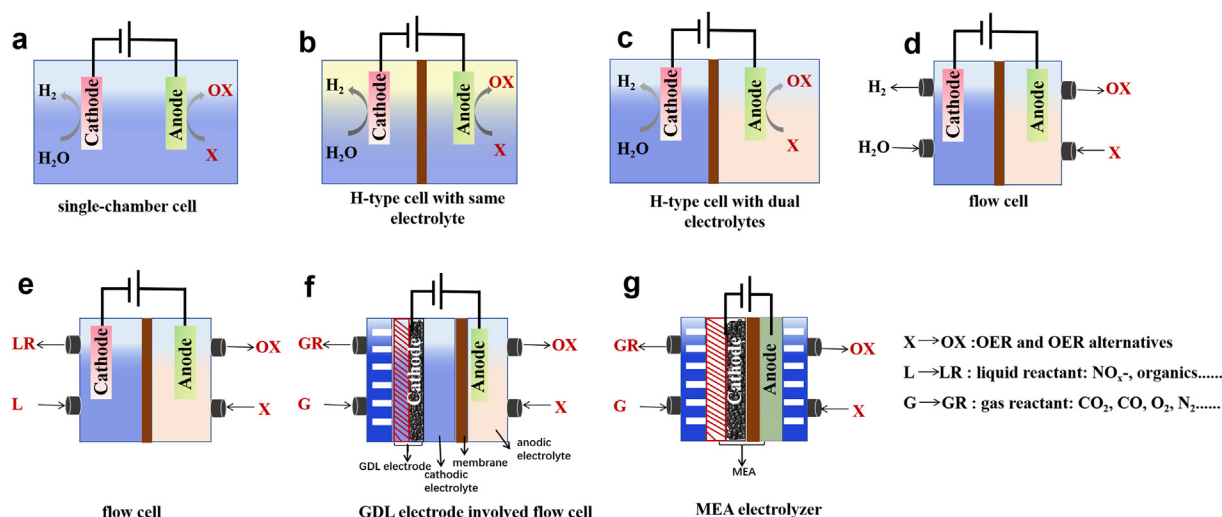 a
H₂
H₂O
Cathode
Anode
OX
X
single-chamber cell
b
H₂
H₂O
Cathode
Anode
OX
X
H-type cell with same
electrolyte
c
H₂
H₂O
Cathode
Anode
OX
X
H-type cell with dual
electrolytes
d
H₂
H₂O
Cathode
Anode
OX
X
flow cell
e
LR
L
Cathode
Anode
OX
X
flow cell
f
GR
G
Cathode
Anode
OX
X
GDL electrode
cathodic
electrolyte
membrane
anodic
electrolyte
GDL electrode involved flow cell
g
GR
G
Cathode
Anode
OX
X
MEA
MEA electrolyzer
X→OX :OER and OER alternatives
L →LR : liquid reactant: NOₓ-, organics......
G→GR : gas reactant: CO₂, CO, O₂, N₂......